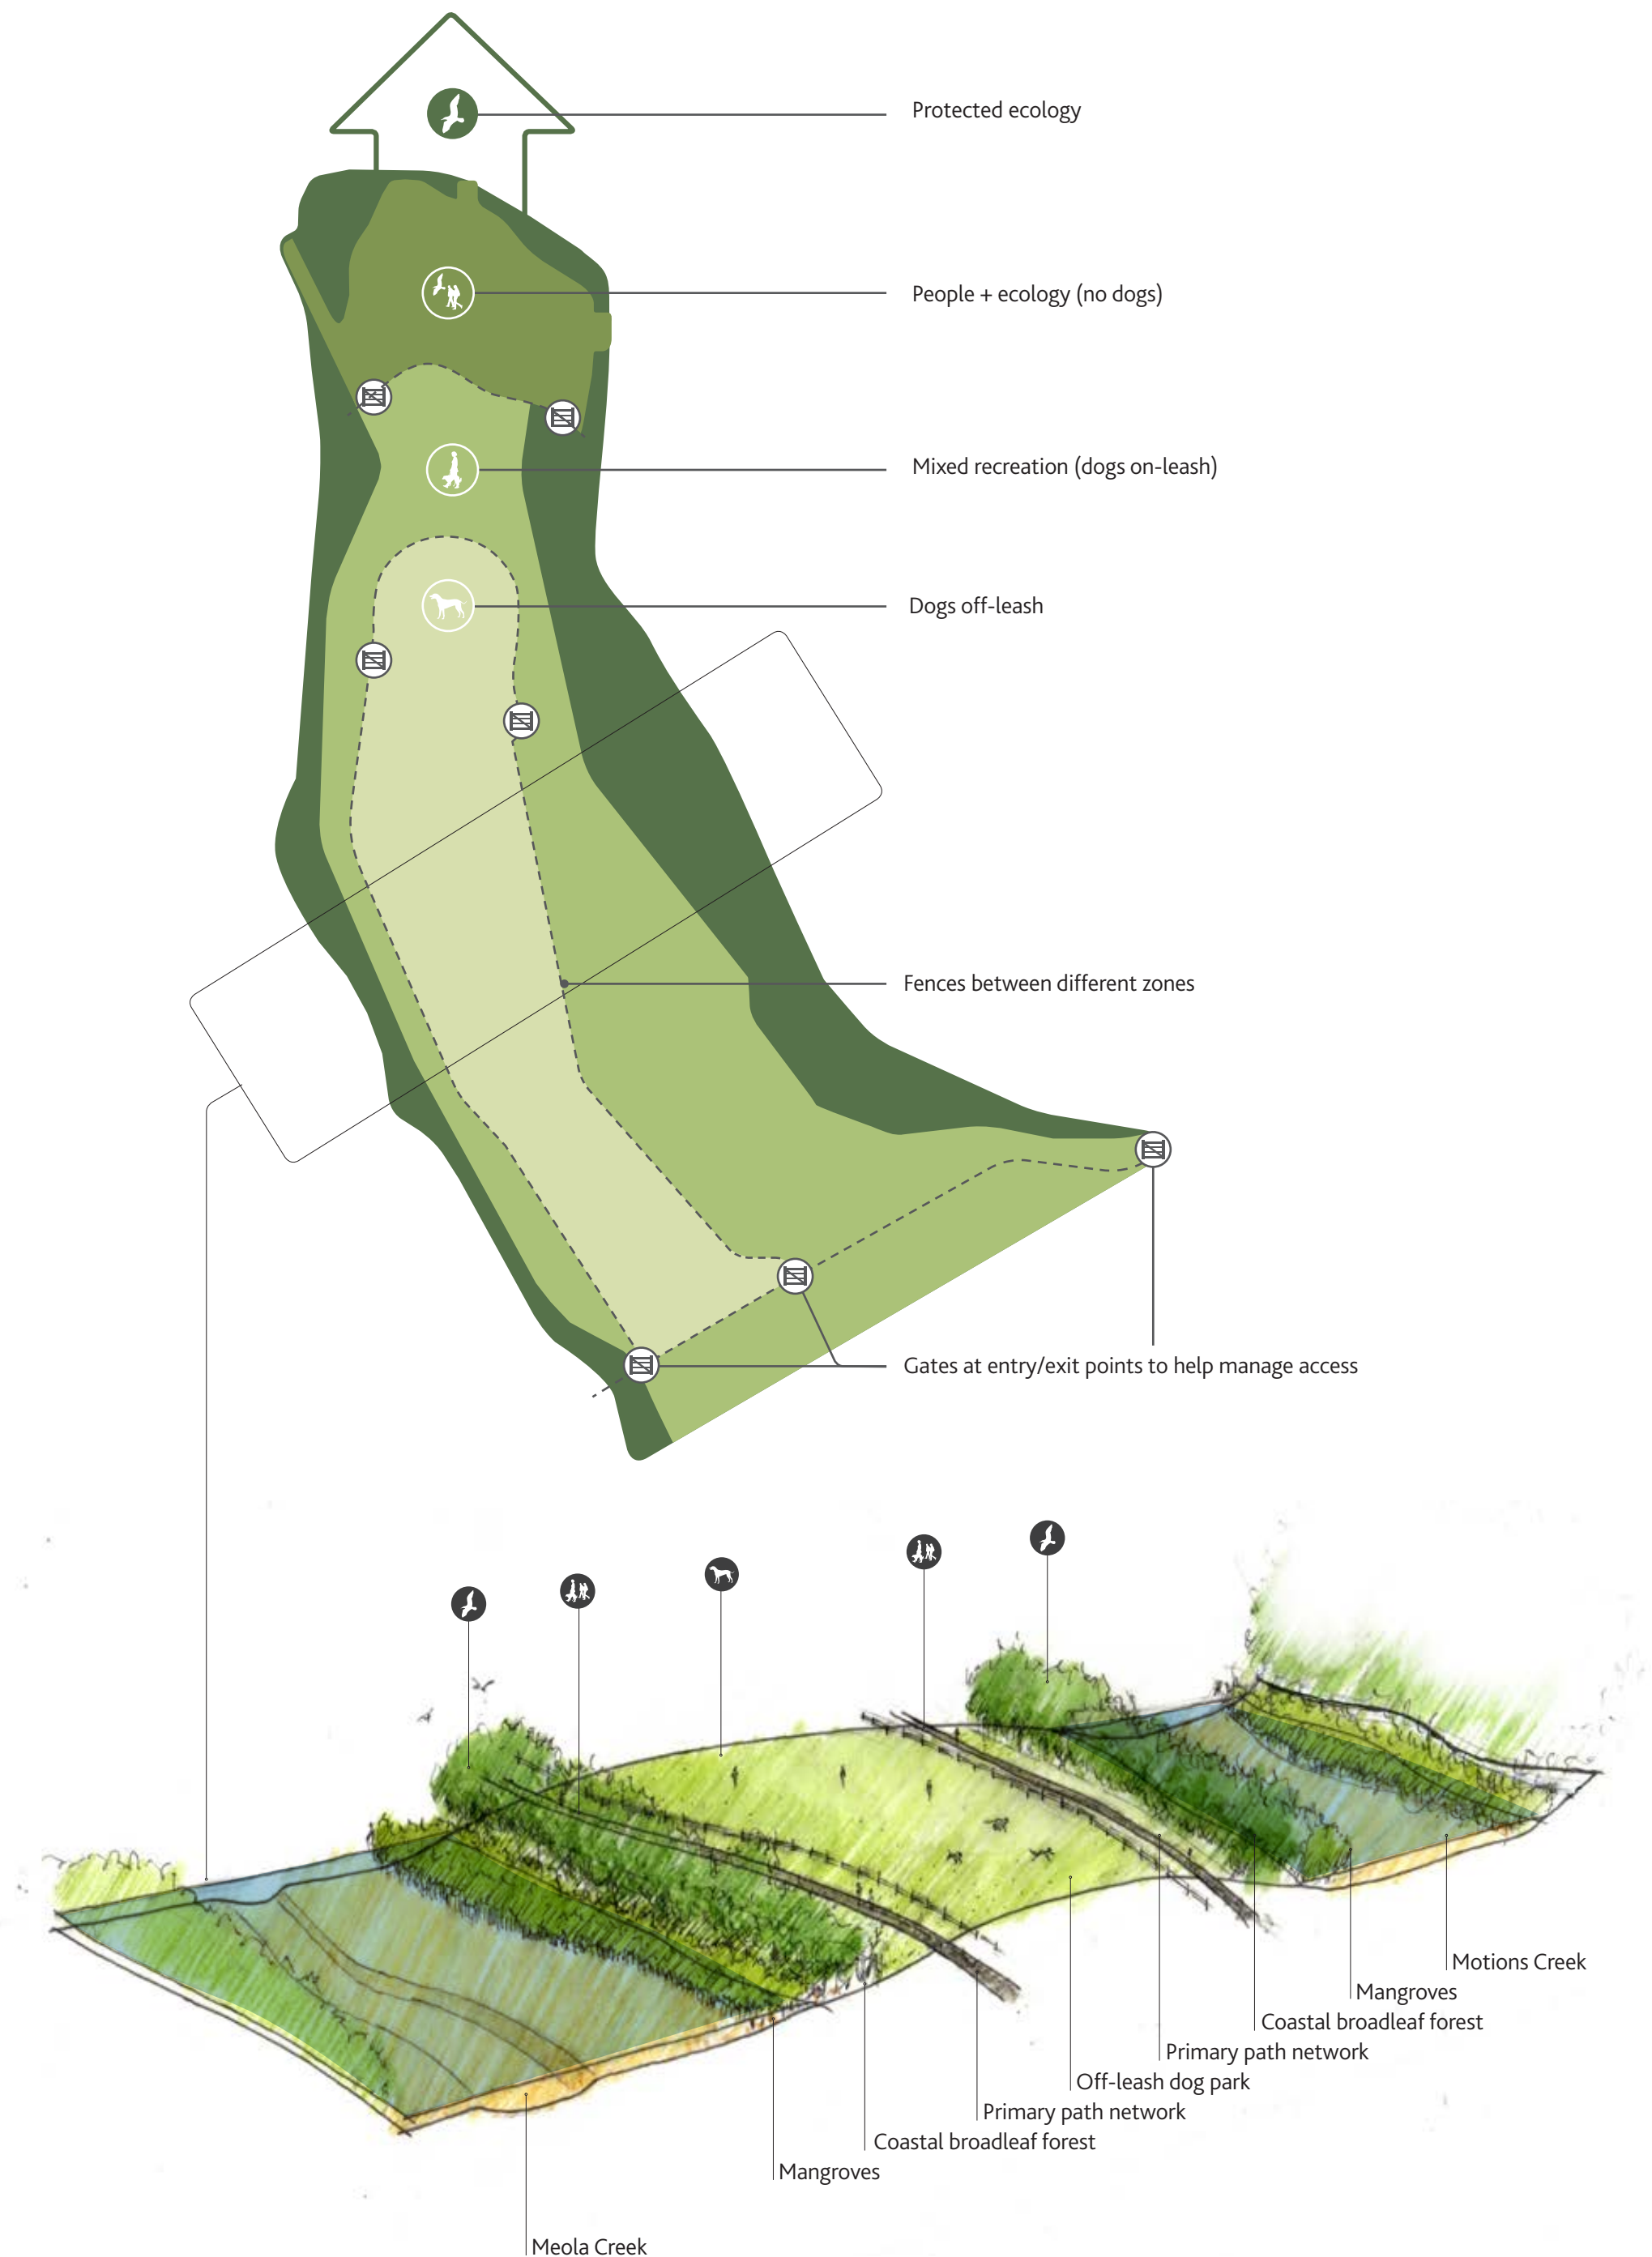 Protected ecology
People + ecology (no dogs)
Mixed recreation (dogs on-leash)
Dogs off-leash
Fences between different zones
Gates at entry/exit points to help manage access
Motions Creek
Mangroves
Coastal broadleaf forest
Primary path network
Off-leash dog park
Primary path network
Coastal broadleaf forest
Mangroves
Meola Creek